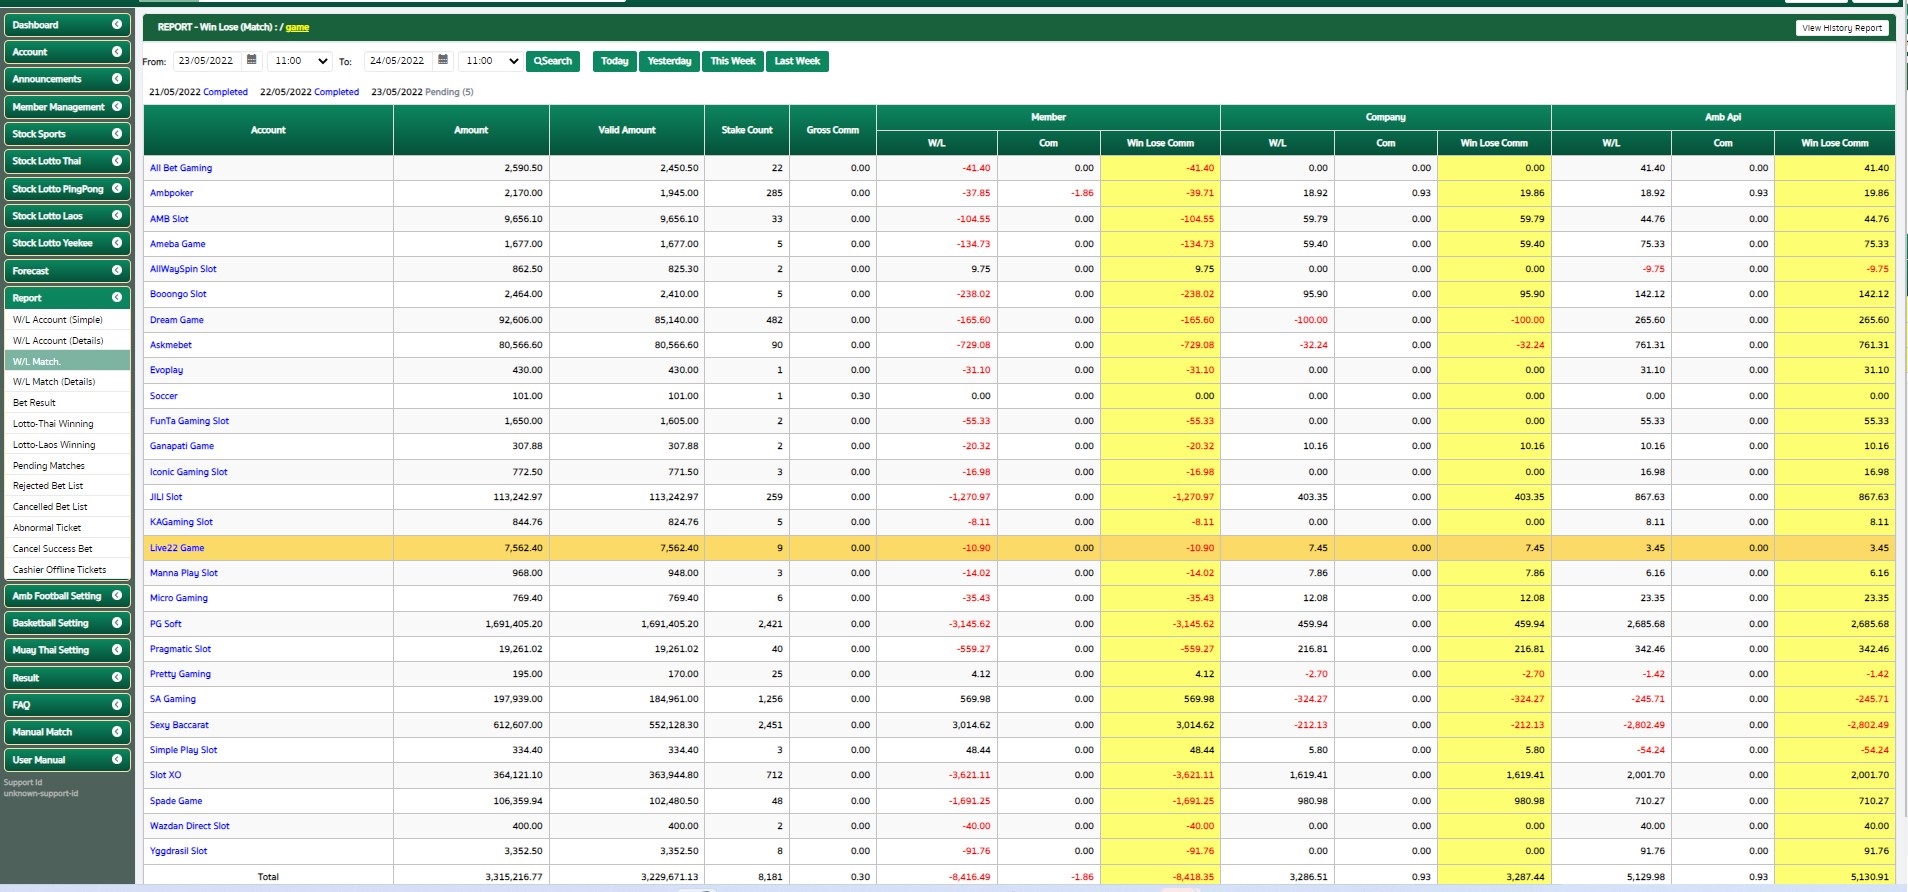 REPORT - Win Lose (Match) : / game
View History Report
From: 23/05/2022 11:00 To: 24/05/2022 11:00 Search Today Yesterday This Week Last Week
21/05/2022 Completed 22/05/2022 Completed 23/05/2022 Pending (5)
Dashboard
Account
Announcements
Member Management
Stock Sports
Stock Lotto Thai
Stock Lotto PingPong
Stock Lotto Laos
Stock Lotto Yeekee
Forecast
Report
W/L Account (Simple)
W/L Account (Details)
W/L Match.
W/L Match (Details)
Bet Result
Lotto-Thai Winning
Lotto-Laos Winning
Pending Matches
Rejected Bet List
Cancelled Bet List
Abnormal Ticket
Cancel Success Bet
Cashier Offline Tickets
Amb Football Setting
Basketball Setting
Muay Thai Setting
Result
FAQ
Manual Match
User Manual
Support Id
unknown-support-id
Account Amount Valid Amount Stake Count Gross Comm Member Company Amb Api
W/L Com Win Lose Comm W/L Com Win Lose Comm W/L Com Win Lose Comm
All Bet Gaming 2,590.50 2,450.50 22 0.00 -41.40 0.00 -41.40 0.00 0.00 0.00 41.40 0.00 41.40
Ambpoker 2,170.00 1,945.00 285 0.00 -37.85 -1.86 -39.71 18.92 0.93 19.86 18.92 0.93 19.86
AMB Slot 9,656.10 9,656.10 33 0.00 -104.55 0.00 -104.55 59.79 0.00 59.79 44.76 0.00 44.76
Ameba Game 1,677.00 1,677.00 5 0.00 -134.73 0.00 -134.73 59.40 0.00 59.40 75.33 0.00 75.33
AllWaySpin Slot 862.50 825.30 2 0.00 9.75 0.00 9.75 0.00 0.00 0.00 -9.75 0.00 -9.75
Booongo Slot 2,464.00 2,410.00 5 0.00 -238.02 0.00 -238.02 95.90 0.00 95.90 142.12 0.00 142.12
Dream Game 92,606.00 85,140.00 482 0.00 -165.60 0.00 -165.60 -100.00 0.00 -100.00 265.60 0.00 265.60
Askmebet 80,566.60 80,566.60 90 0.00 -729.08 0.00 -729.08 -32.24 0.00 -32.24 761.31 0.00 761.31
Evoplay 430.00 430.00 1 0.00 -31.10 0.00 -31.10 0.00 0.00 0.00 31.10 0.00 31.10
Soccer 101.00 101.00 1 0.30 0.00 0.00 0.00 0.00 0.00 0.00 0.00 0.00 0.00
FunTa Gaming Slot 1,650.00 1,605.00 2 0.00 -55.33 0.00 -55.33 0.00 0.00 0.00 55.33 0.00 55.33
Ganapati Game 307.88 307.88 2 0.00 -20.32 0.00 -20.32 10.16 0.00 10.16 10.16 0.00 10.16
Iconic Gaming Slot 772.50 771.50 3 0.00 -16.98 0.00 -16.98 0.00 0.00 0.00 16.98 0.00 16.98
JILI Slot 113,242.97 113,242.97 259 0.00 -1,270.97 0.00 -1,270.97 403.35 0.00 403.35 867.63 0.00 867.63
KAGaming Slot 844.76 824.76 5 0.00 -8.11 0.00 -8.11 0.00 0.00 0.00 8.11 0.00 8.11
Live22 Game 7,562.40 7,562.40 9 0.00 -10.90 0.00 -10.90 7.45 0.00 7.45 3.45 0.00 3.45
Manna Play Slot 968.00 948.00 3 0.00 -14.02 0.00 -14.02 7.86 0.00 7.86 6.16 0.00 6.16
Micro Gaming 769.40 769.40 6 0.00 -35.43 0.00 -35.43 12.08 0.00 12.08 23.35 0.00 23.35
PG Soft 1,691,405.20 1,691,405.20 2,421 0.00 -3,145.62 0.00 -3,145.62 459.94 0.00 459.94 2,685.68 0.00 2,685.68
Pragmatic Slot 19,261.02 19,261.02 40 0.00 -559.27 0.00 -559.27 216.81 0.00 216.81 342.46 0.00 342.46
Pretty Gaming 195.00 170.00 25 0.00 4.12 0.00 4.12 -2.70 0.00 -2.70 -1.42 0.00 -1.42
SA Gaming 197,939.00 184,961.00 1,256 0.00 569.98 0.00 569.98 -324.27 0.00 -324.27 -245.71 0.00 -245.71
Sexy Baccarat 612,607.00 552,128.30 2,451 0.00 3,014.62 0.00 3,014.62 -212.13 0.00 -212.13 -2,802.49 0.00 -2,802.49
Simple Play Slot 334.40 334.40 3 0.00 48.44 0.00 48.44 5.80 0.00 5.80 -54.24 0.00 -54.24
Slot XO 364,121.10 363,944.80 712 0.00 -3,621.11 0.00 -3,621.11 1,619.41 0.00 1,619.41 2,001.70 0.00 2,001.70
Spade Game 106,359.94 102,480.50 48 0.00 -1,691.25 0.00 -1,691.25 980.98 0.00 980.98 710.27 0.00 710.27
Wazdan Direct Slot 400.00 400.00 2 0.00 -40.00 0.00 -40.00 0.00 0.00 0.00 40.00 0.00 40.00
Yggdrasil Slot 3,352.50 3,352.50 8 0.00 -91.76 0.00 -91.76 0.00 0.00 0.00 91.76 0.00 91.76
Total 3,315,216.77 3,229,671.13 8,181 0.30 -8,416.49 -1.86 -8,418.35 3,286.51 0.93 3,287.44 5,129.98 0.93 5,130.91